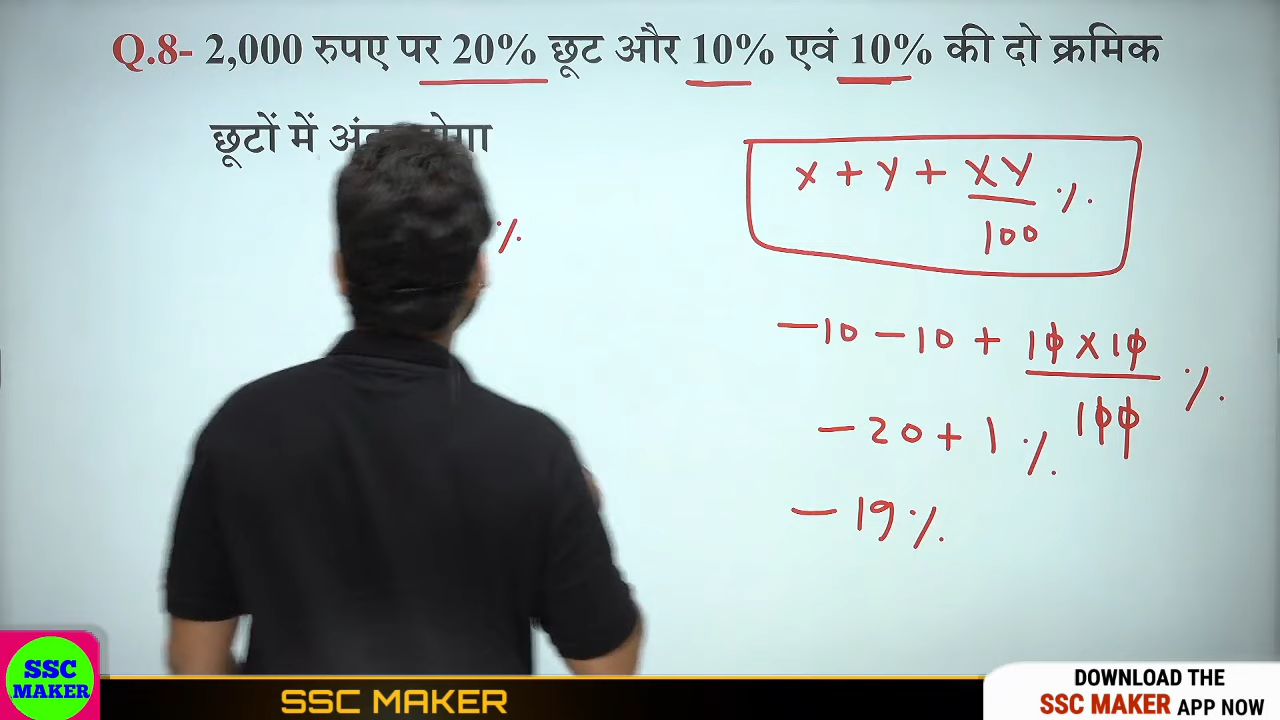 Q.8- 2,000 रुपए पर 20% छूट और 10% एवं 10% की दो क्रमिक
छूटों में
%
x + y + xy/100 %
-10 - 10 + 10 x 10/100 %
-20 + 1 %
-19%
SSC
MAKER
SSC MAKER
DOWNLOAD THE
SSC MAKER APP NOW